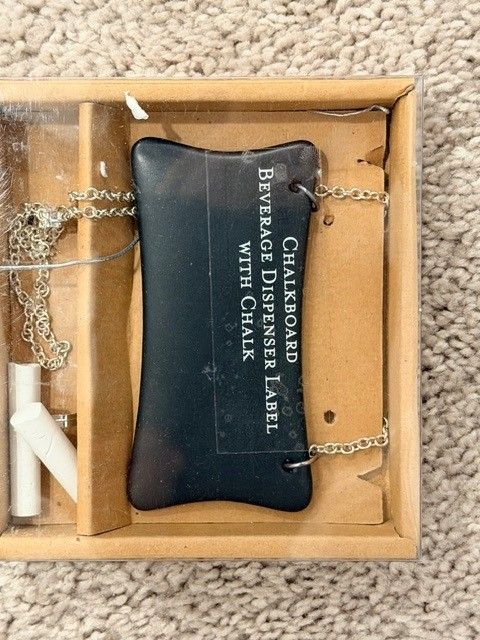 Chalkboard
Beverage Dispenser Label
with Chalk